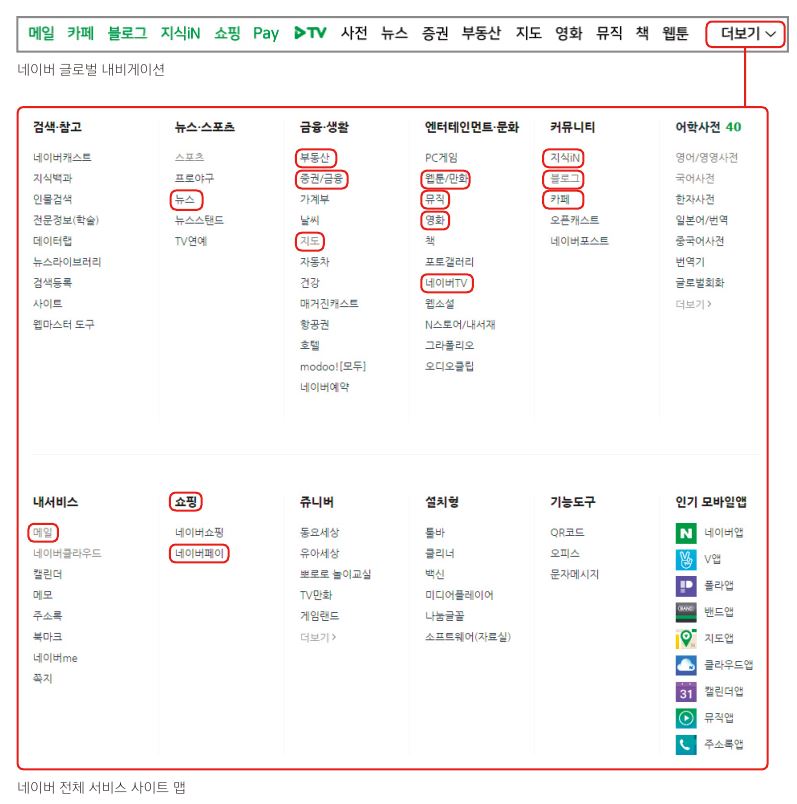 메일 카페 블로그 지식iN 쇼핑 Pay TV 사전 뉴스 증권 부동산 지도 영화 뮤직 책 웹툰 더보기
네이버 글로벌 내비게이션
검색·참고
네이버캐스트
지식백과
인물검색
전문정보(학술)
데이터랩
뉴스라이브러리
검색등록
사이트
웹마스터 도구
뉴스·스포츠
스포츠
프로야구
뉴스
뉴스스탠드
TV연예
금융·생활
부동산
증권/금융
가계부
날씨
지도
자동차
건강
매거진캐스트
항공권
호텔
modoo![모두]
네이버예약
엔터테인먼트·문화
PC게임
웹툰/만화
뮤직
영화
책
포토갤러리
네이버TV
웹소설
N스토어/내서재
그라폴리오
오디오클립
커뮤니티
지식iN
블로그
카페
오픈캐스트
네이버포스트
어학사전 40
영어/영영사전
국어사전
한자사전
일본어/번역
중국어사전
번역기
글로벌회화
더보기 >
내서비스
메일
네이버클라우드
캘린더
메모
주소록
북마크
네이버me
쪽지
쇼핑
네이버쇼핑
네이버페이
쥬니버
동요세상
유아세상
뽀로로 놀이교실
TV만화
게임랜드
더보기 >
설치형
툴바
클리너
백신
미디어플레이어
나눔글꼴
소프트웨어(자료실)
기능도구
QR코드
오피스
문자메시지
인기 모바일앱
N 네이버앱
V앱
폴라앱
BAND 밴드앱
지도앱
클라우드앱
31 캘린더앱
뮤직앱
주소록앱
네이버 전체 서비스 사이트 맵